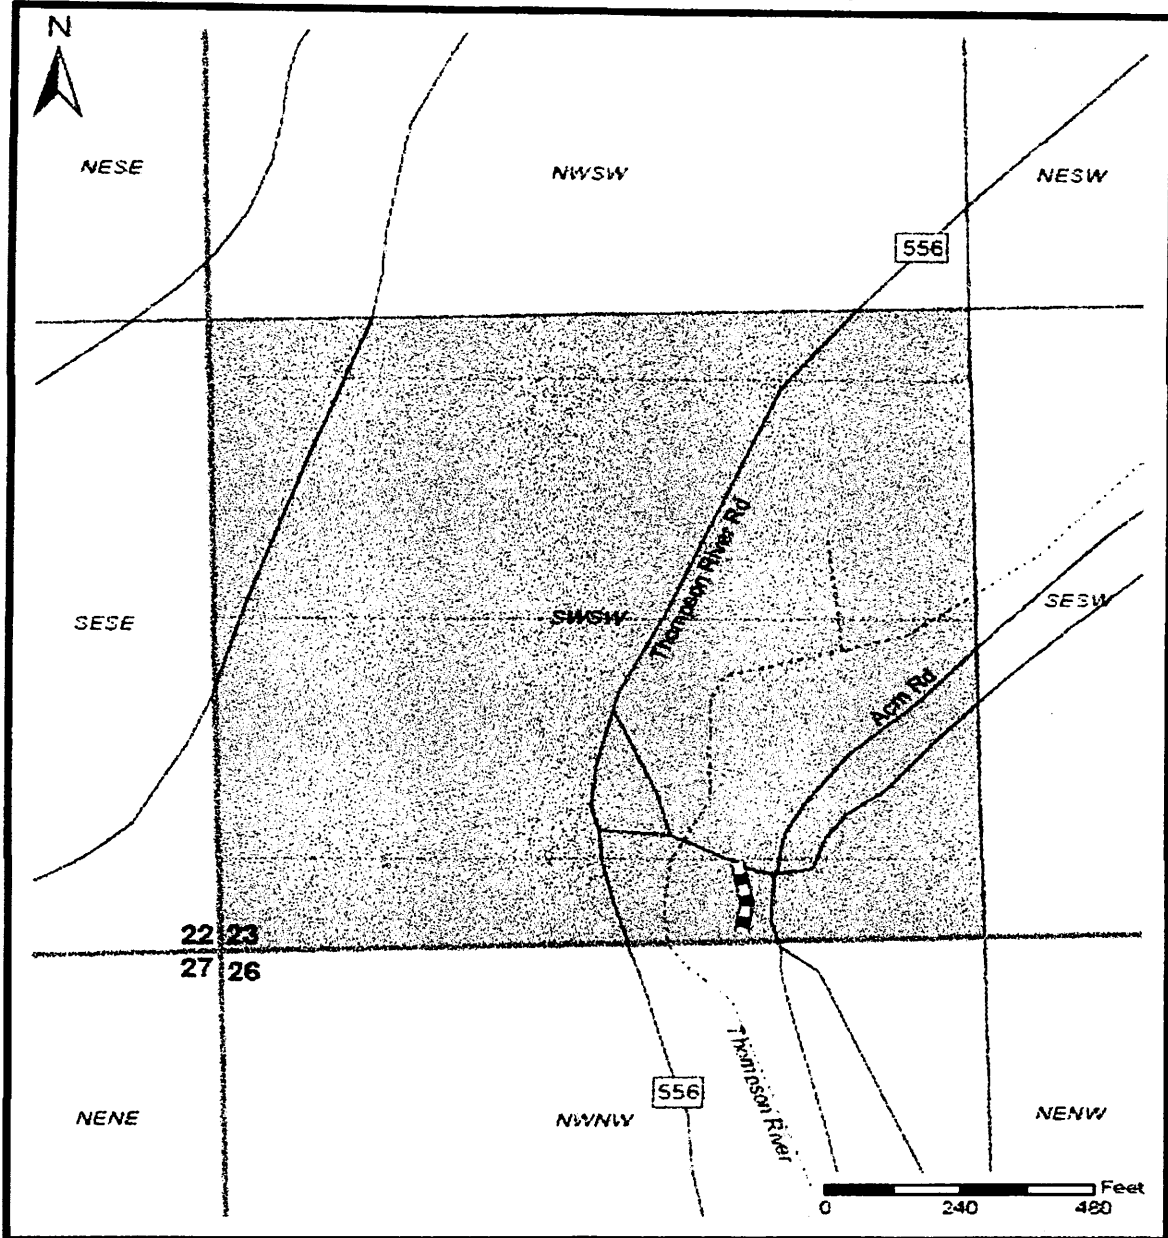 N
NESE
NWSW
NESW
556
Thompson River Rd
SESE
SWSW
SESW
Acm Rd
22 23
27 26
Thompson River
556
NENE
NWNW
NENW
Feet
0 240 480